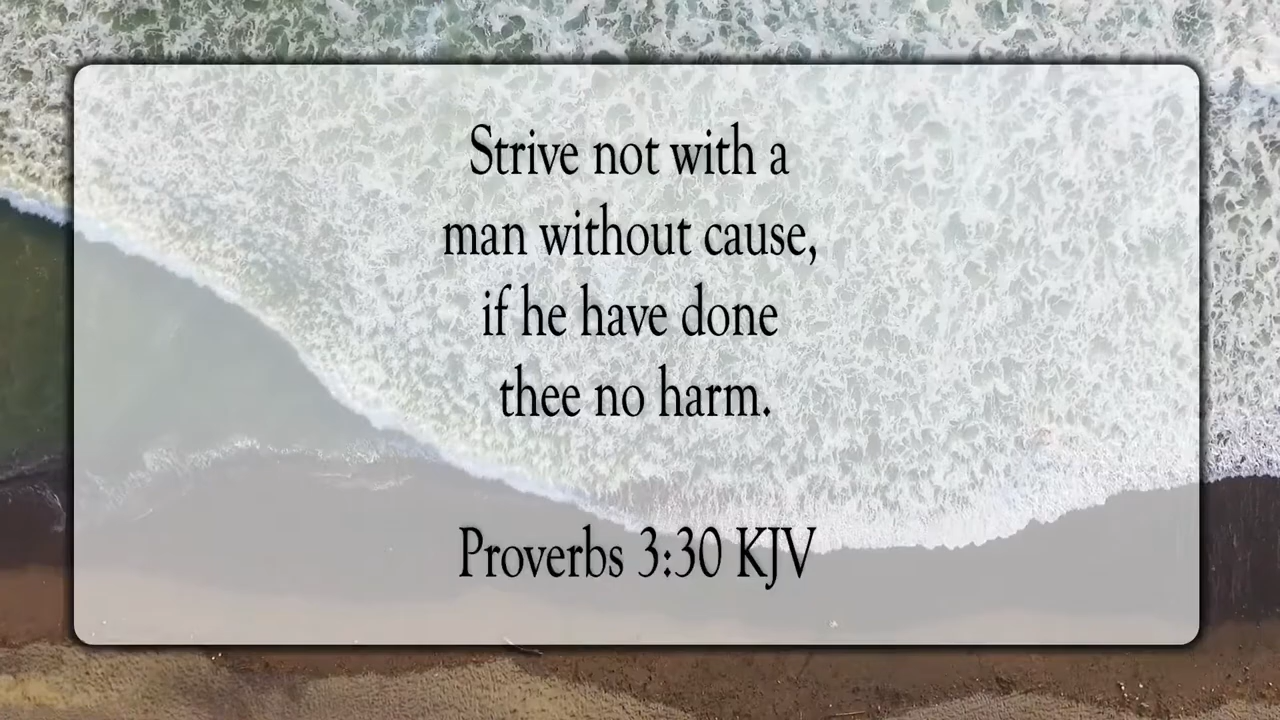 Strive not with a
man without cause,
if he have done
thee no harm.
Proverbs 3:30 KJV